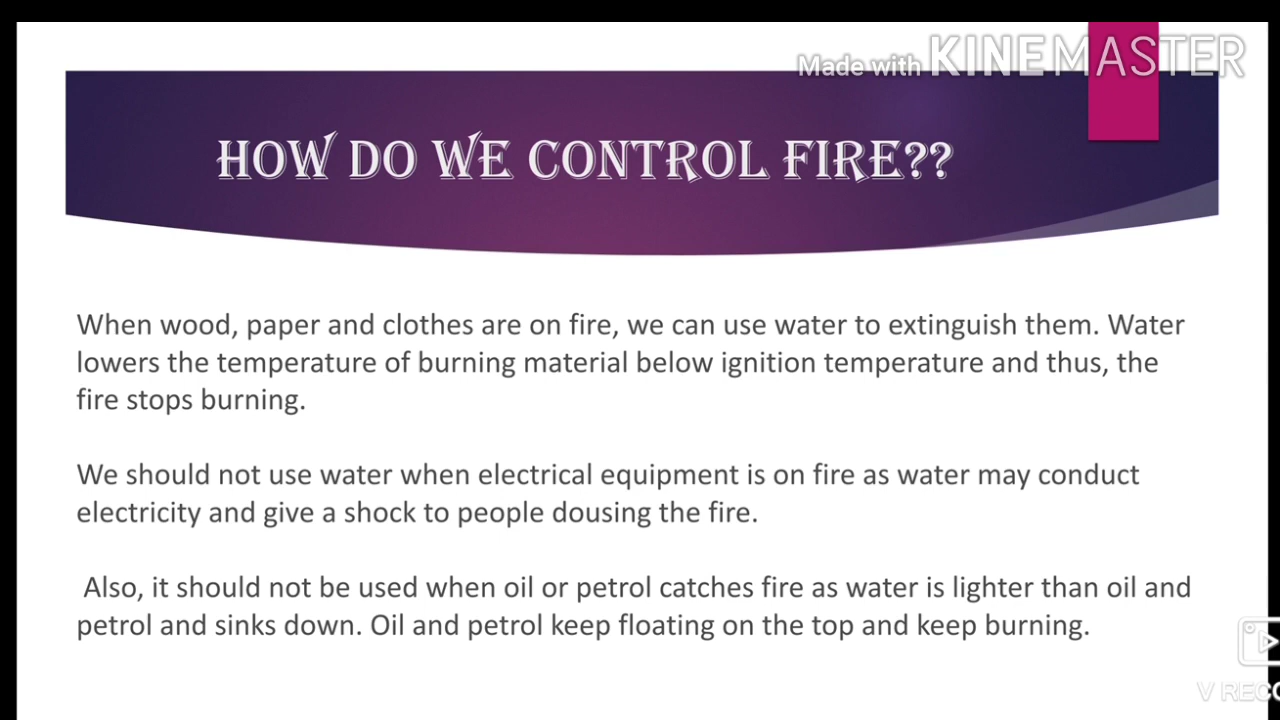 Made with KINEMASTER
HOW DO WE CONTROL FIRE??
When wood, paper and clothes are on fire, we can use water to extinguish them. Water
lowers the temperature of burning material below ignition temperature and thus, the
fire stops burning.
We should not use water when electrical equipment is on fire as water may conduct
electricity and give a shock to people dousing the fire.
Also, it should not be used when oil or petrol catches fire as water is lighter than oil and
petrol and sinks down. Oil and petrol keep floating on the top and keep burning.
V RECO